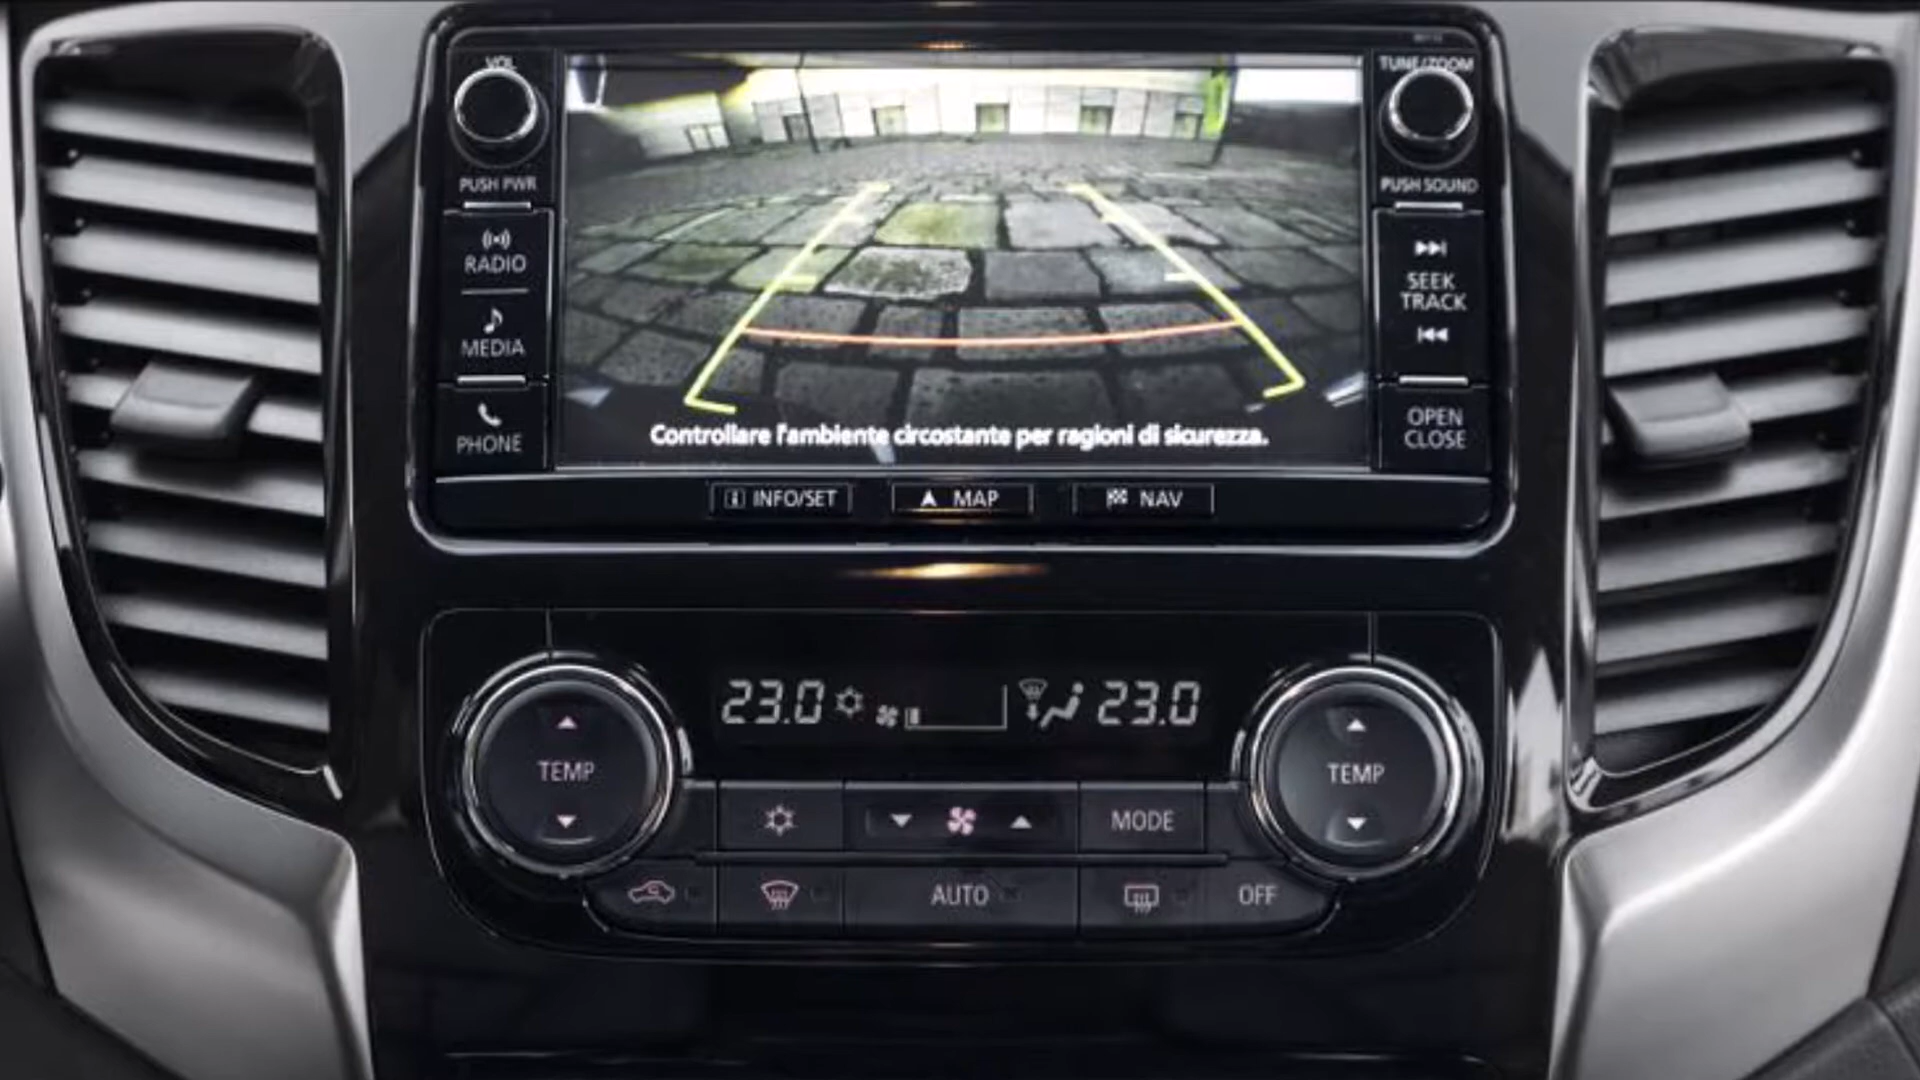 VOL
TUNE/ZOOM
PUSH PWR
PUSH SOUND
RADIO
SEEK
TRACK
MEDIA
PHONE
OPEN
CLOSE
Controllare l'ambiente circostante per ragioni di sicurezza.
INFO/SET
MAP
NAV
23.0
23.0
TEMP
TEMP
MODE
AUTO
OFF